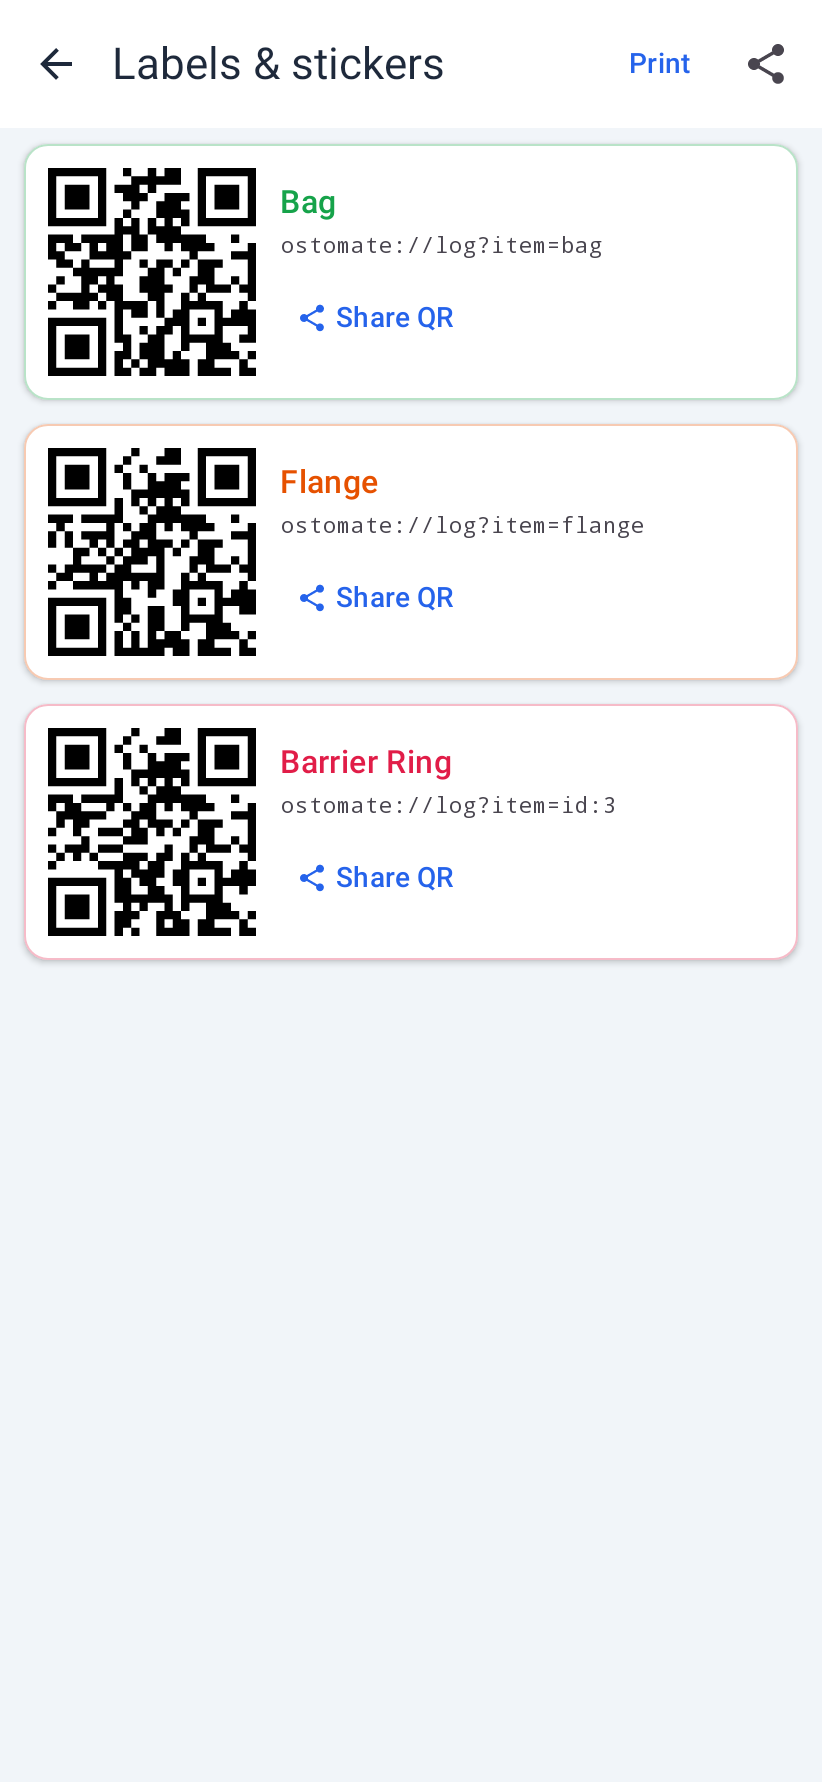 Labels & stickers
Print
Bag
ostomate://log?item=bag
Share QR
Flange
ostomate://log?item=flange
Share QR
Barrier Ring
ostomate://log?item=id:3
Share QR